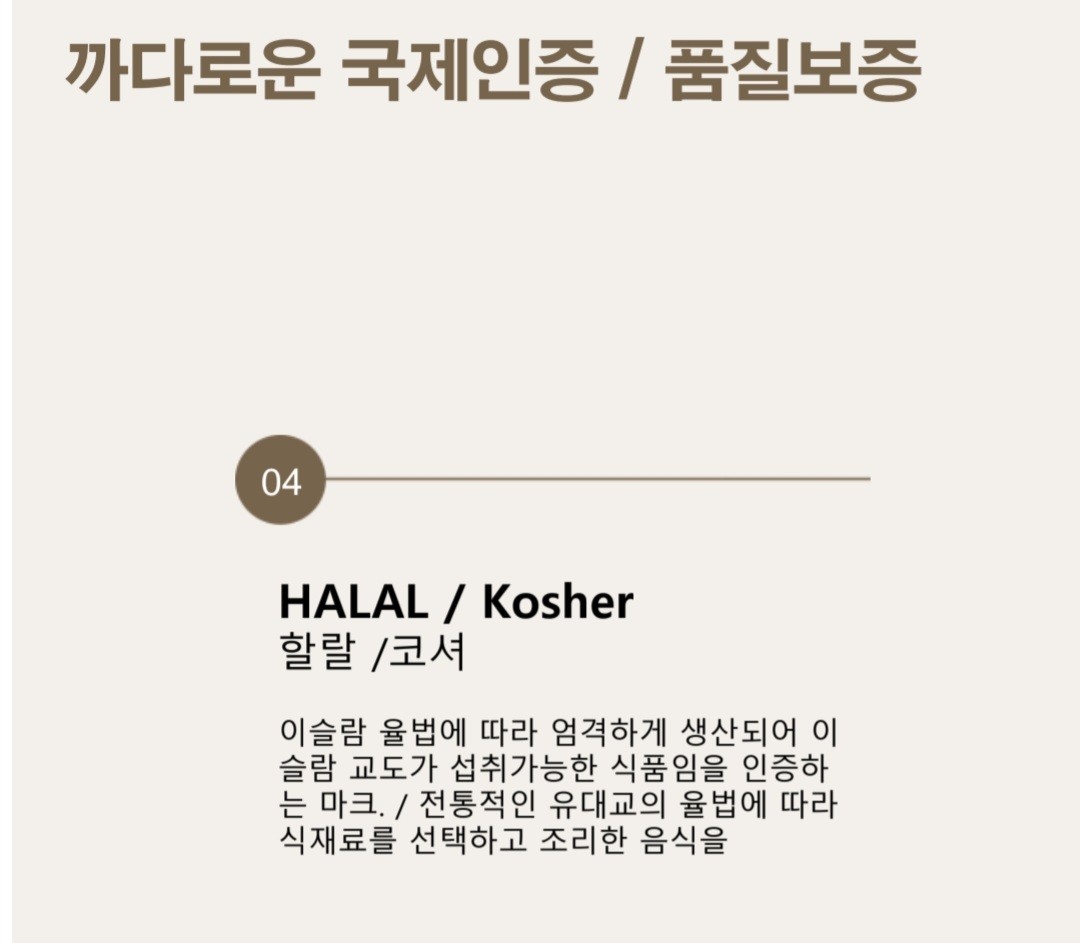 까다로운 국제인증 / 품질보증
04
HALAL / Kosher
할랄 /코셔
이슬람 율법에 따라 엄격하게 생산되어 이
슬람 교도가 섭취가능한 식품임을 인증하
는 마크. / 전통적인 유대교의 율법에 따라
식재료를 선택하고 조리한 음식을